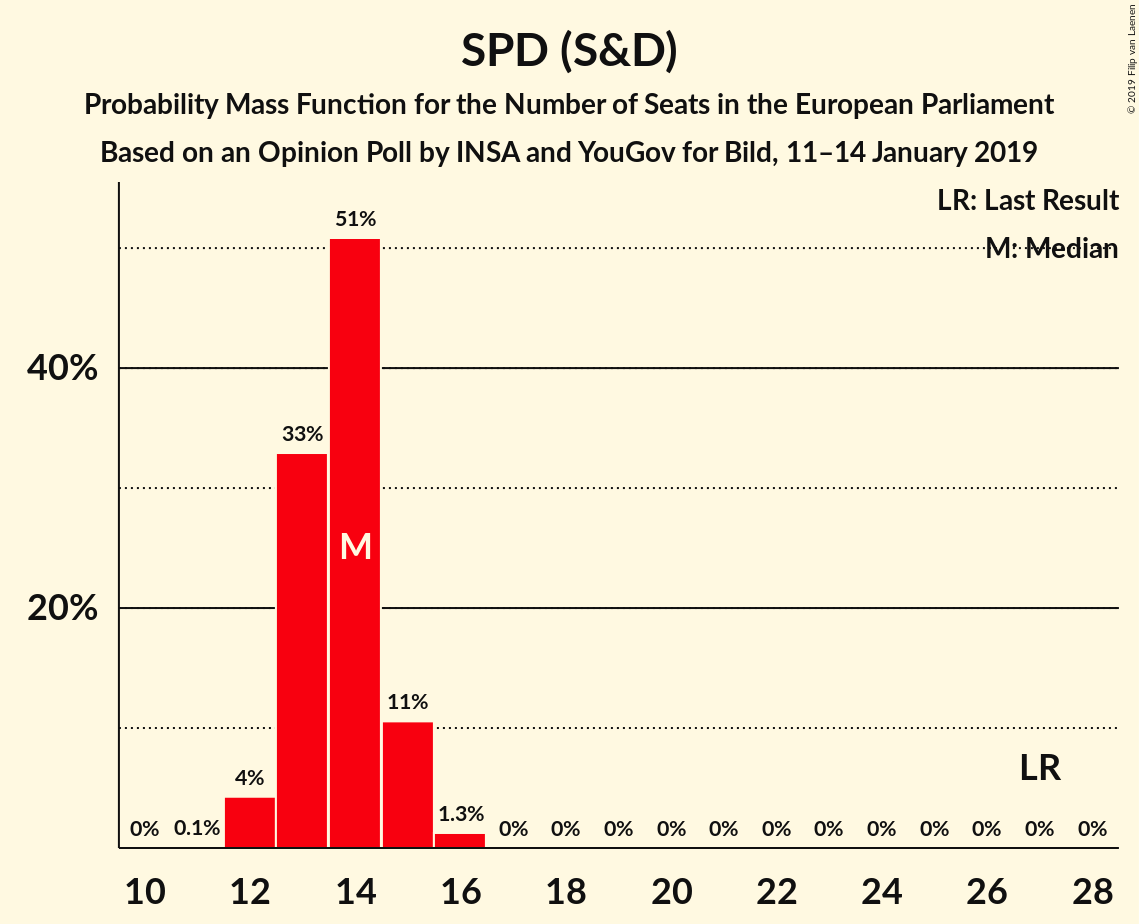 SPD (S&D)
Probability Mass Function for the Number of Seats in the European Parliament
Based on an Opinion Poll by INSA and YouGov for Bild, 11–14 January 2019
© 2019 Filip van Laenen
LR: Last Result
M: Median
51%
40%
33%
M
20%
11%
LR
4%
1.3%
0% 0.1% 0% 0% 0% 0% 0% 0% 0% 0% 0% 0% 0% 0%
10 12 14 16 18 20 22 24 26 28